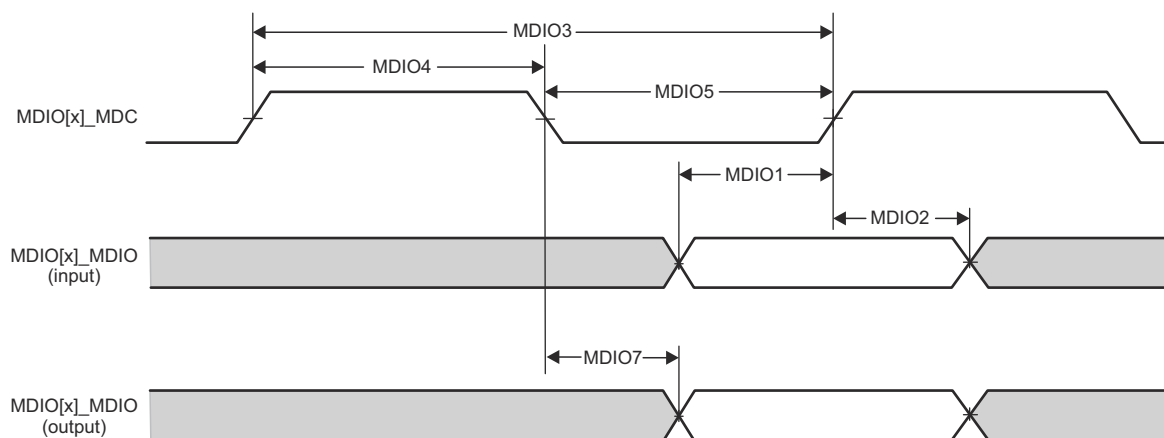 MDIO3
MDIO4
MDIO5
MDIO[x]_MDC
MDIO1
MDIO2
MDIO[x]_MDIO
(input)
MDIO7
MDIO[x]_MDIO
(output)